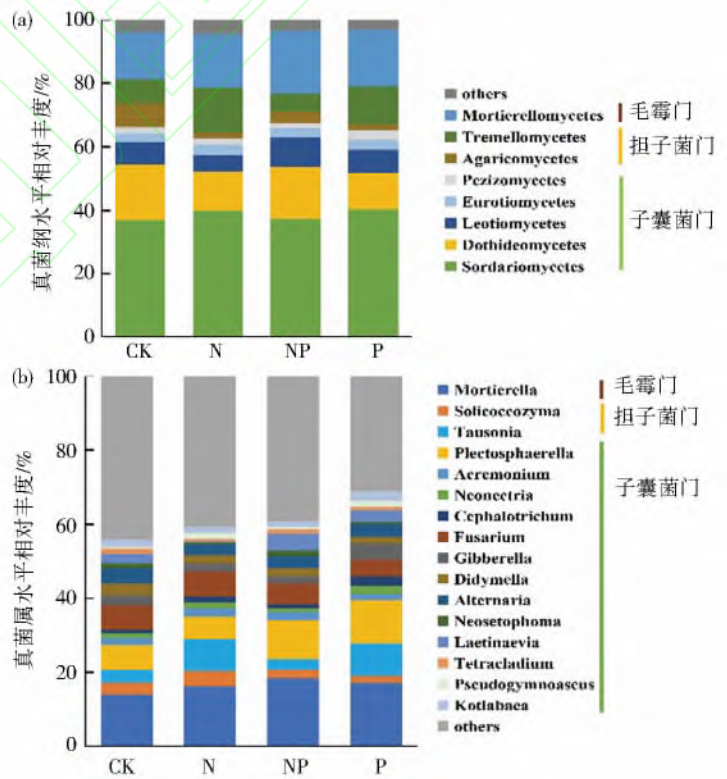 (a)
真菌纲水平相对丰度/%
100
80
60
40
20
0
CK N NP P
others
Mortierellomycetes
Tremellomycetes
Agaricomycetes
Pezizomycetes
Eurotiomycetes
Leotiomycetes
Dothideomycetes
Sordariomycetes
毛霉门
担子菌门
子囊菌门
(b)
真菌属水平相对丰度/%
100
80
60
40
20
0
CK N NP P
Mortierella
Solicoccozyma
Tausonia
Plectosphaerella
Acremonium
Neonectria
Cephalotrichum
Fusarium
Gibberella
Didymella
Alternaria
Neosetophoma
Laetinaevia
Tetracladium
Pseudogymnoascus
Kotlabaea
others
毛霉门
担子菌门
子囊菌门